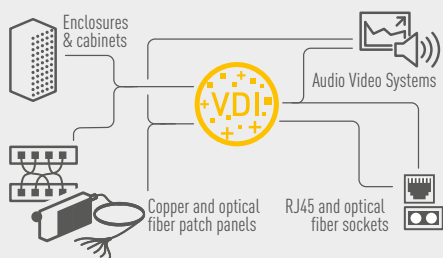 Enclosures
& cabinets
Audio Video Systems
VDI
Copper and optical
fiber patch panels
RJ45 and optical
fiber sockets